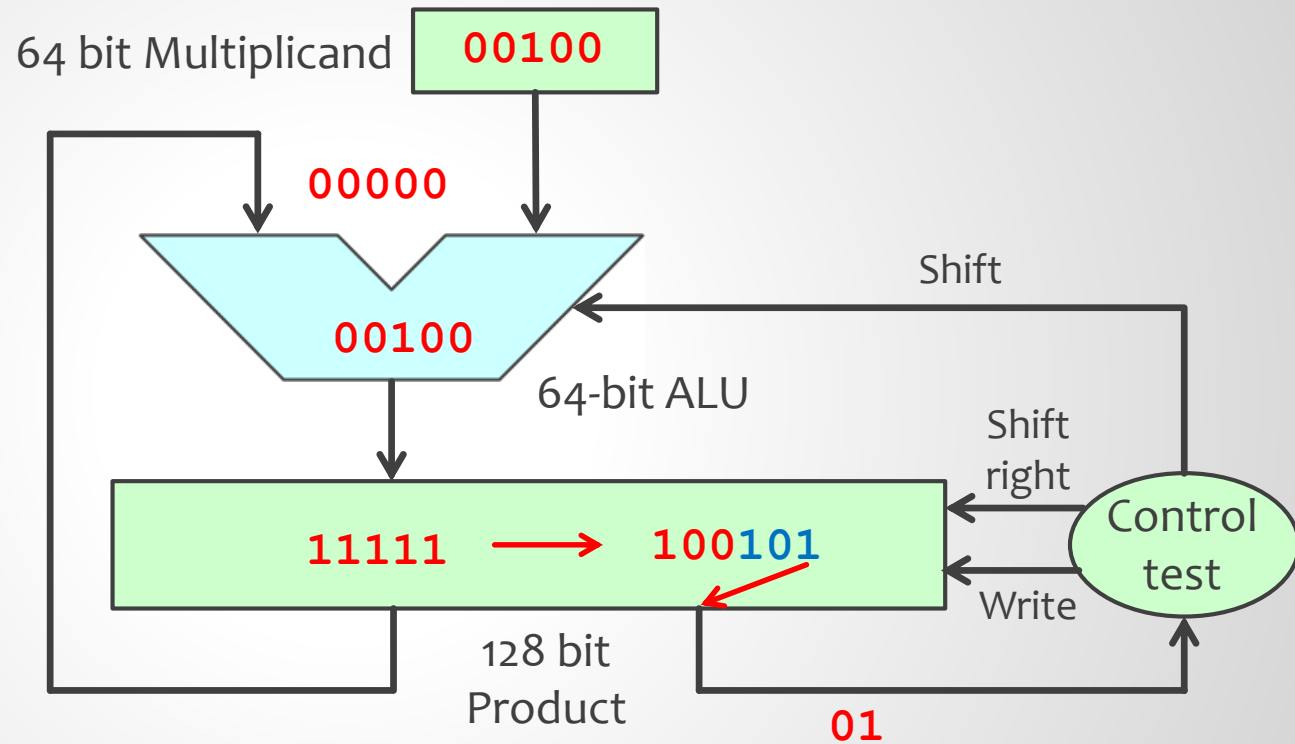 64 bit Multiplicand
00100
00000
Shift
00100
64-bit ALU
Shift
right
11111
100101
Control
test
Write
128 bit
Product
01